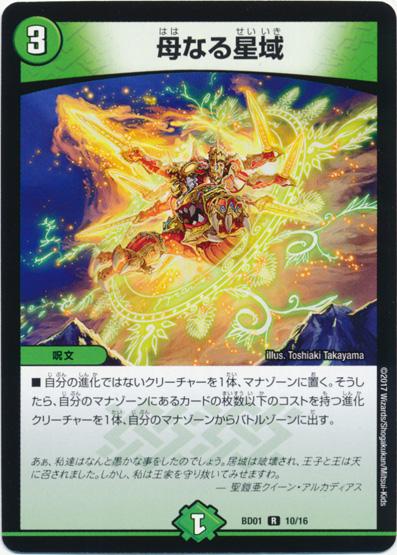 3
母なる星域
はは
せいいき
呪文
illus. Toshiaki Takayama
■自分の進化ではないクリーチャーを1体、マナゾーンに置く。そうし
たら、自分のマナゾーンにあるカードの枚数以下のコストを持つ進化
クリーチャーを1体、自分のマナゾーンからバトルゾーンに出す。
あぁ、私達はなんと愚かな事をしたのでしょう。居城は破壊され、王子と王は天
に召されました。しかし、私は王家を守り抜いてみせますわ。
— 聖鎧亜クイーン・アルカディアス
1
BD01 R 10/16
©2017 Wizards/Shogakukan/Mitsui-Kids